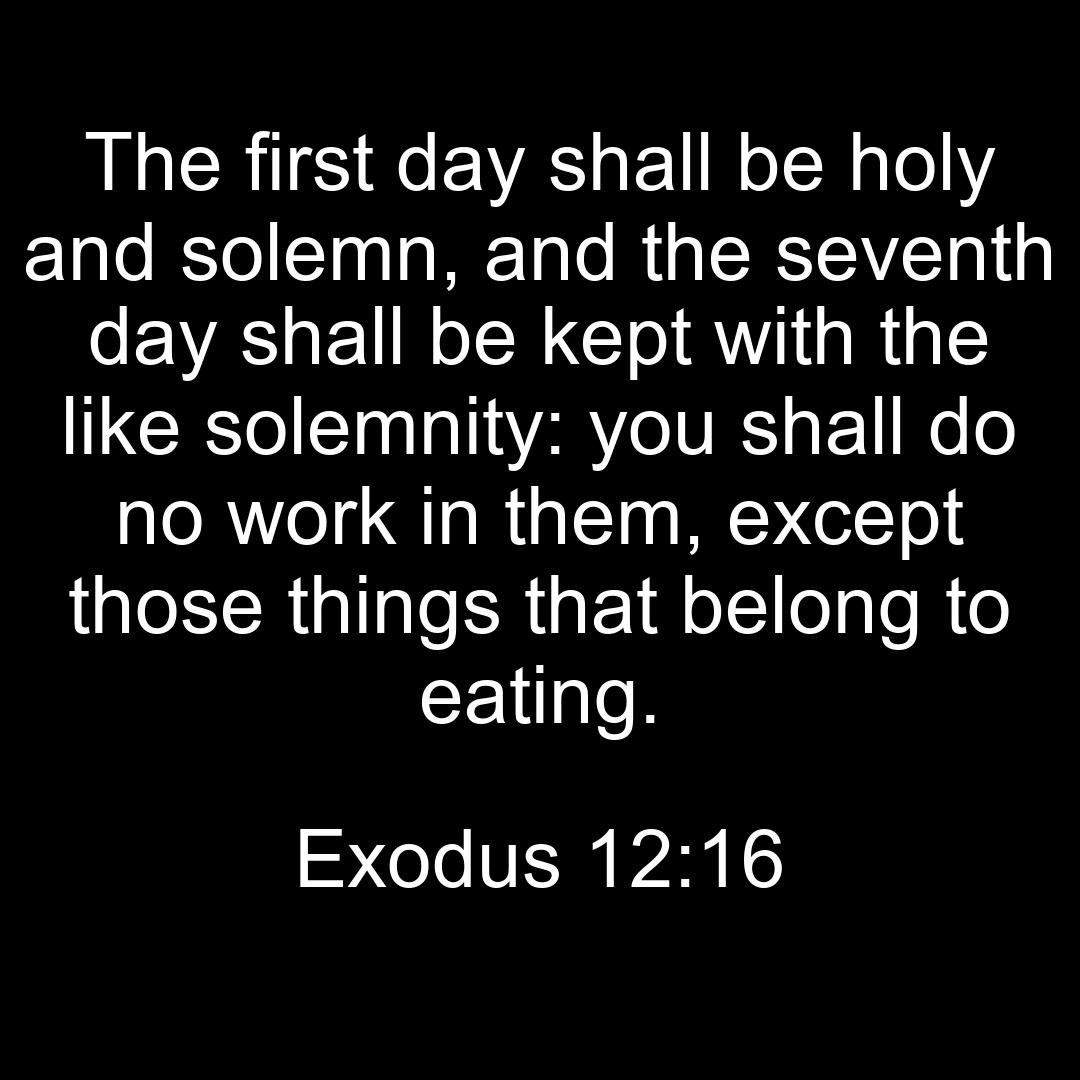 The first day shall be holy
and solemn, and the seventh
day shall be kept with the
like solemnity: you shall do
no work in them, except
those things that belong to
eating.
Exodus 12:16